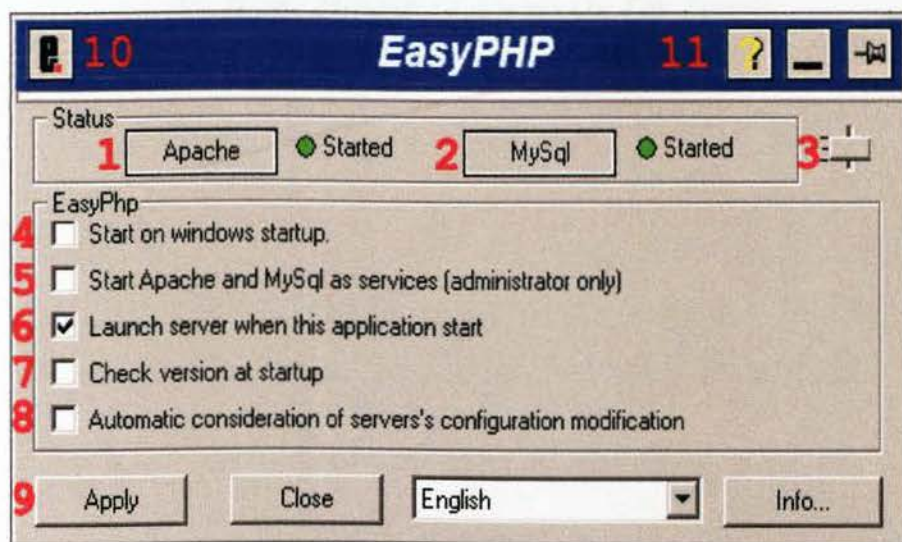 e. 10 EasyPHP 11 ?
Status
1 Apache Started 2 MySql Started 3
EasyPhp
4 Start on windows startup.
5 Start Apache and MySql as services (administrator only)
6 Launch server when this application start
7 Check version at startup
8 Automatic consideration of servers's configuration modification
9 Apply Close English Info...